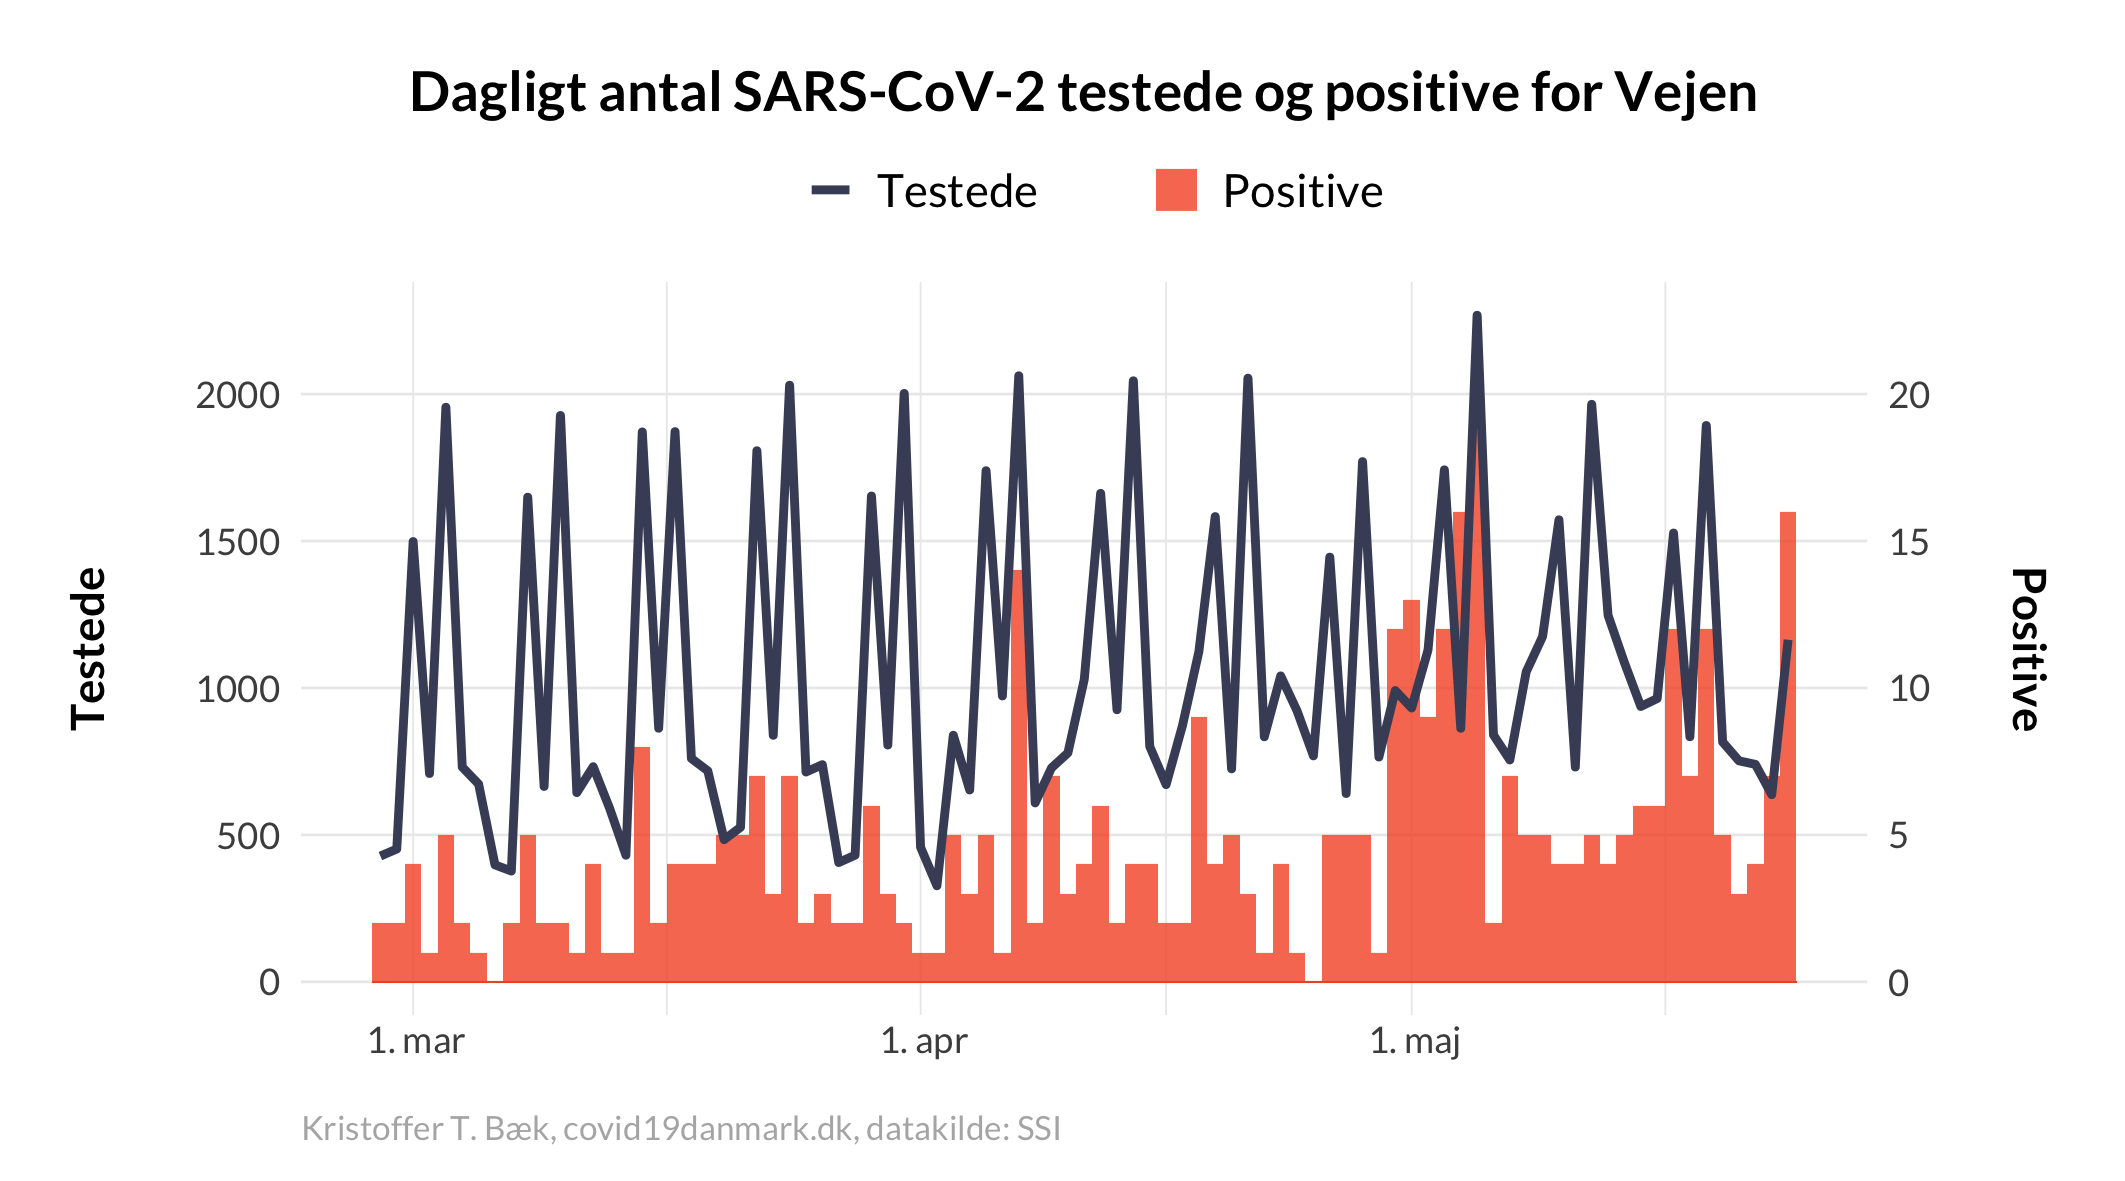 Dagligt antal SARS-CoV-2 testede og positive for Vejen
Testede
Positive
2000
1500
1000
500
0
Testede
20
15
10
5
0
Positive
1. mar
1. apr
1. maj
Kristoffer T. Bæk, covid19danmark.dk, datakilde: SSI